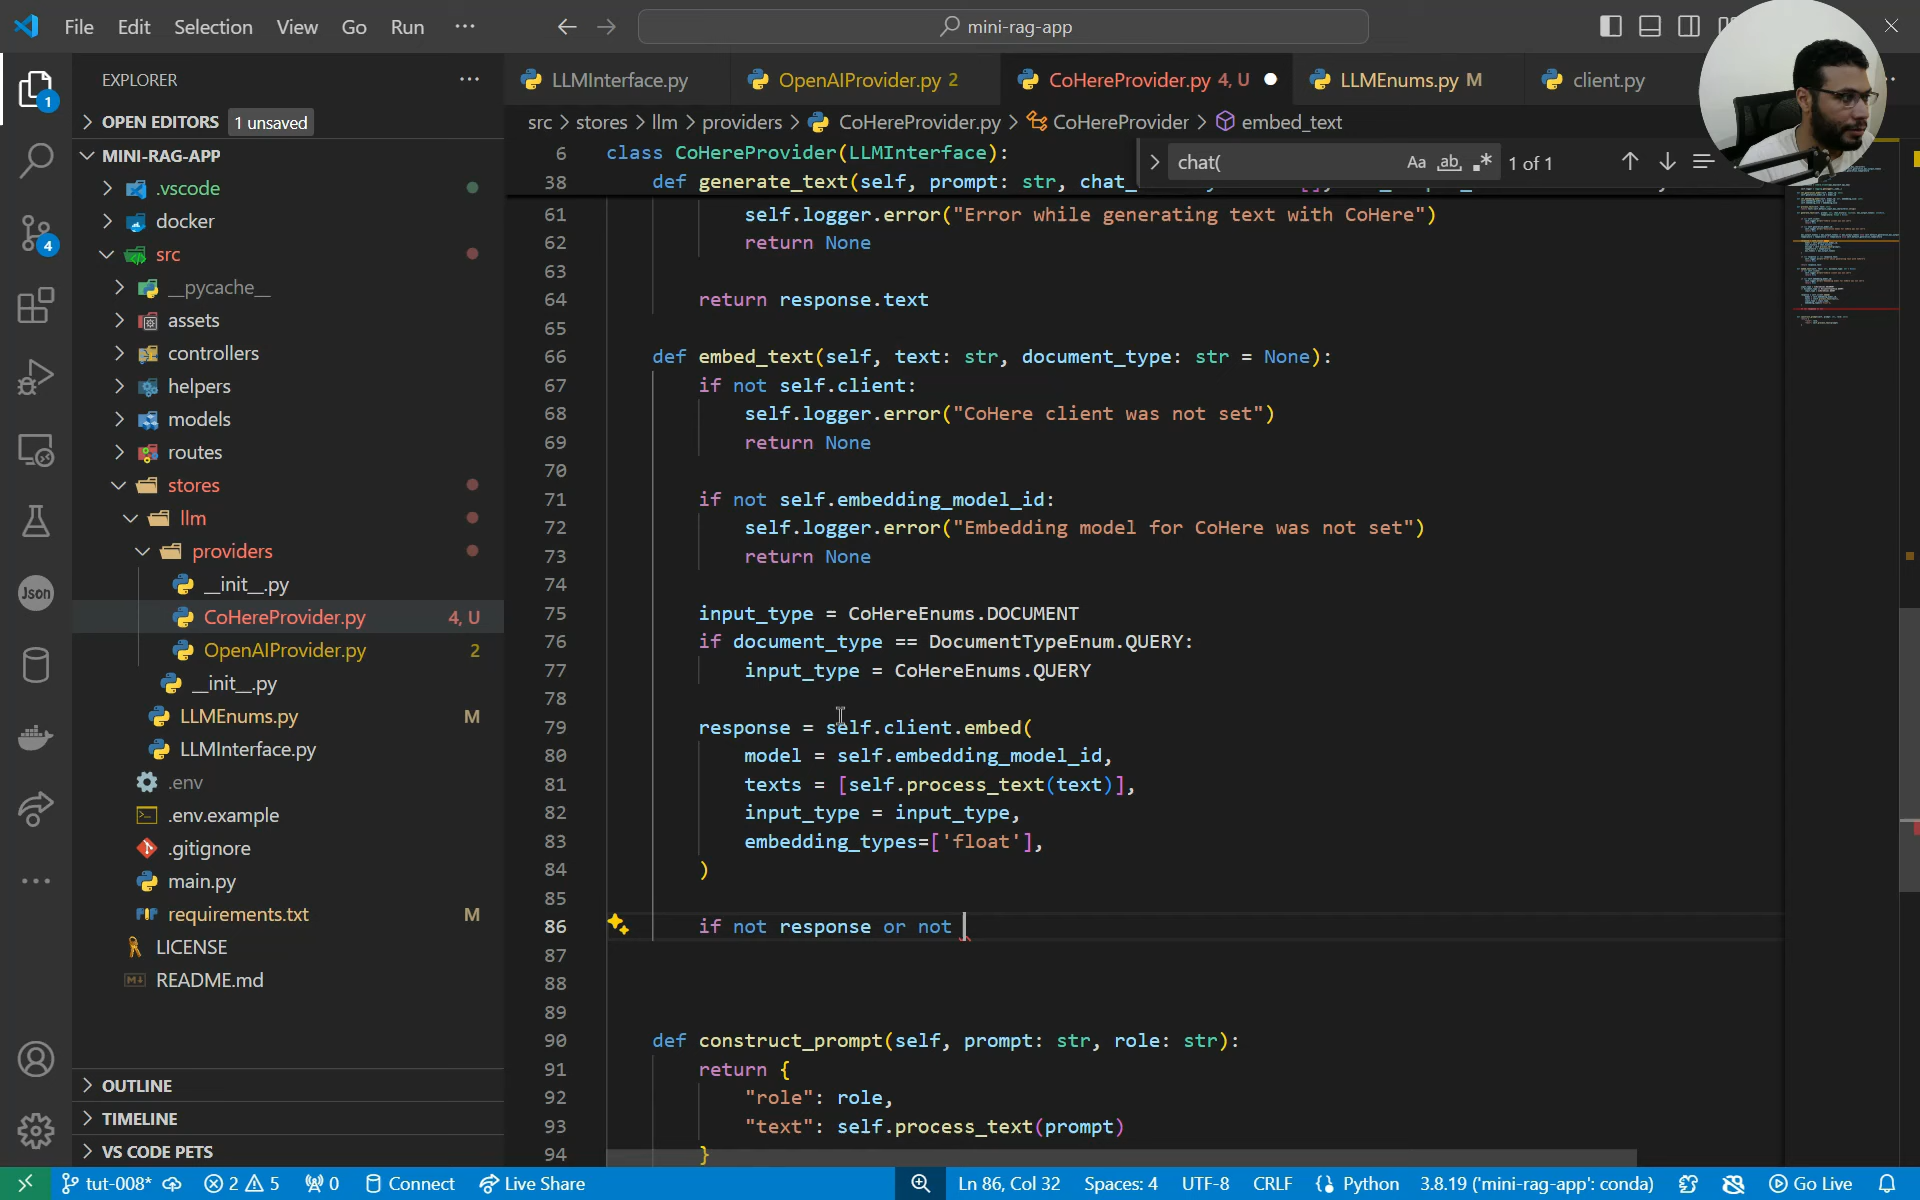 File Edit Selection View Go Run ··· mini-rag-app
EXPLORER ···
OPEN EDITORS 1 unsaved
MINI-RAG-APP
.vscode
docker
src
__pycache__
assets
controllers
helpers
models
routes
stores
llm
providers
__init__.py
CoHereProvider.py 4, U
OpenAIProvider.py 2
__init__.py
LLMEnums.py M
LLMInterface.py
.env
.env.example
.gitignore
main.py
requirements.txt M
LICENSE
README.md
OUTLINE
TIMELINE
VS CODE PETS
1
4
Json
LLMInterface.py OpenAIProvider.py 2 CoHereProvider.py 4, U LLMEnums.py M client.py
src > stores > llm > providers > CoHereProvider.py > CoHereProvider > embed_text
chat( Aa ab 1 of 1
6 class CoHereProvider(LLMInterface):
38 def generate_text(self, prompt: str, chat_
61 self.logger.error("Error while generating text with CoHere")
62 return None
63
64 return response.text
65
66 def embed_text(self, text: str, document_type: str = None):
67 if not self.client:
68 self.logger.error("CoHere client was not set")
69 return None
70
71 if not self.embedding_model_id:
72 self.logger.error("Embedding model for CoHere was not set")
73 return None
74
75 input_type = CoHereEnums.DOCUMENT
76 if document_type == DocumentTypeEnum.QUERY:
77 input_type = CoHereEnums.QUERY
78
79 response = self.client.embed(
80 model = self.embedding_model_id,
81 texts = [self.process_text(text)],
82 input_type = input_type,
83 embedding_types=['float'],
84 )
85
86 if not response or not
87
88
89
90 def construct_prompt(self, prompt: str, role: str):
91 return {
92 "role": role,
93 "text": self.process_text(prompt)
94 }
tut-008* 2 5 0 Connect Live Share Ln 86, Col 32 Spaces: 4 UTF-8 CRLF Python 3.8.19 ('mini-rag-app': conda) Go Live